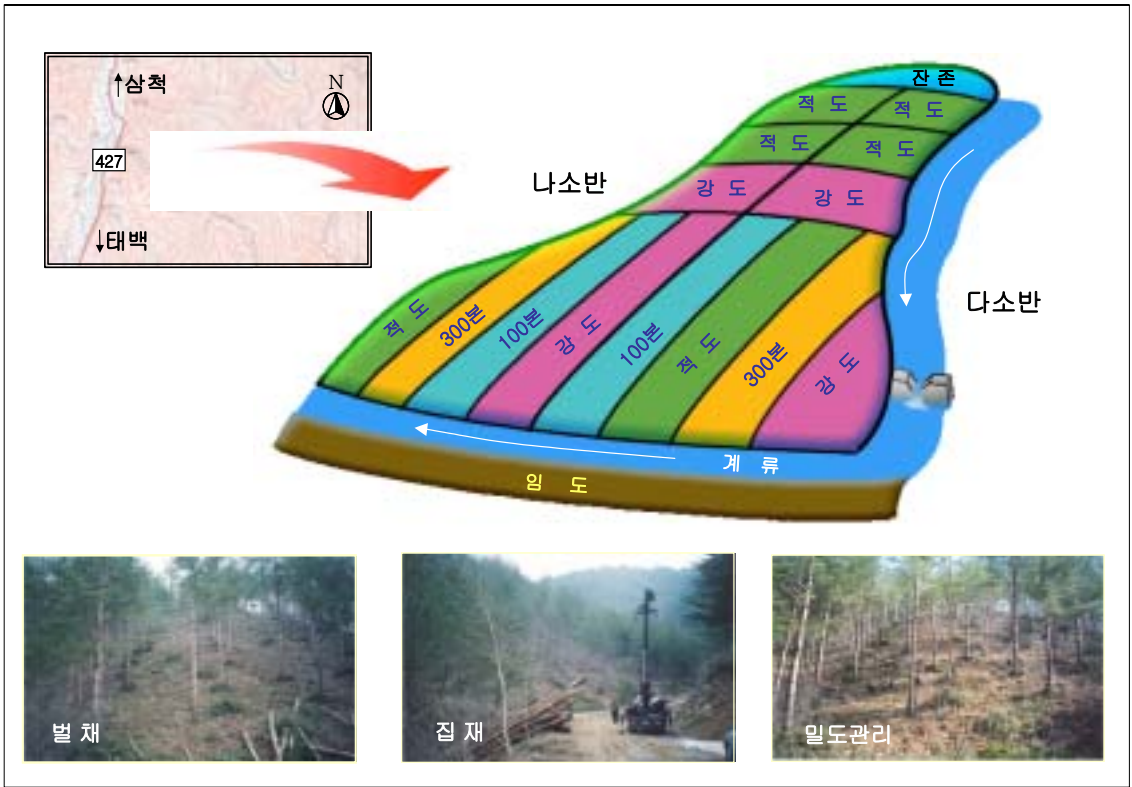 ↑삼척
N
427
↓태백
잔 존
적 도
적 도
적 도
적 도
나소반
강 도
강 도
다소반
적 도
300본
100본
강 도
100본
적 도
300본
강 도
계 류
임 도
벌 채
집 재
밀도관리